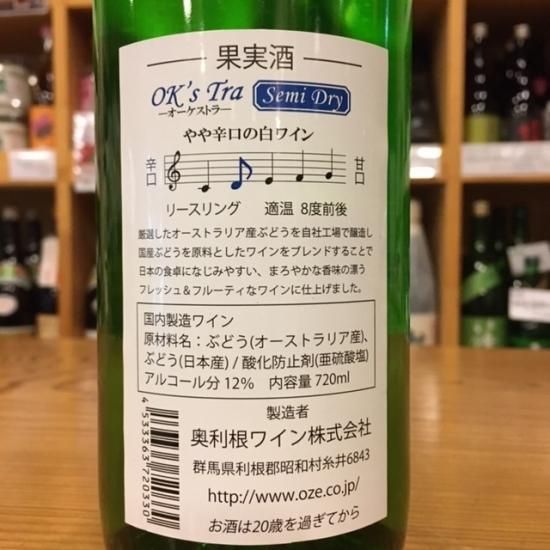 果実酒
OK's Tra Semi Dry
―オーケストラ―
やや辛口の白ワイン
辛口 甘口
リースリング 適温 8度前後
厳選したオーストラリア産ぶどうを自社工場で醸造し
国産ぶどうを原料としたワインをブレンドすることで
日本の食卓になじみやすい、まろやかな香味の漂う
フレッシュ&フルーティなワインに仕上げました。
国内製造ワイン
原材料名：ぶどう(オーストラリア産)、
ぶどう(日本産) / 酸化防止剤(亜硫酸塩)
アルコール分 12% 内容量 720ml
4 533363 720330
製造者
奥利根ワイン株式会社
群馬県利根郡昭和村糸井6843
http://www.oze.co.jp/
お酒は20歳を過ぎてから